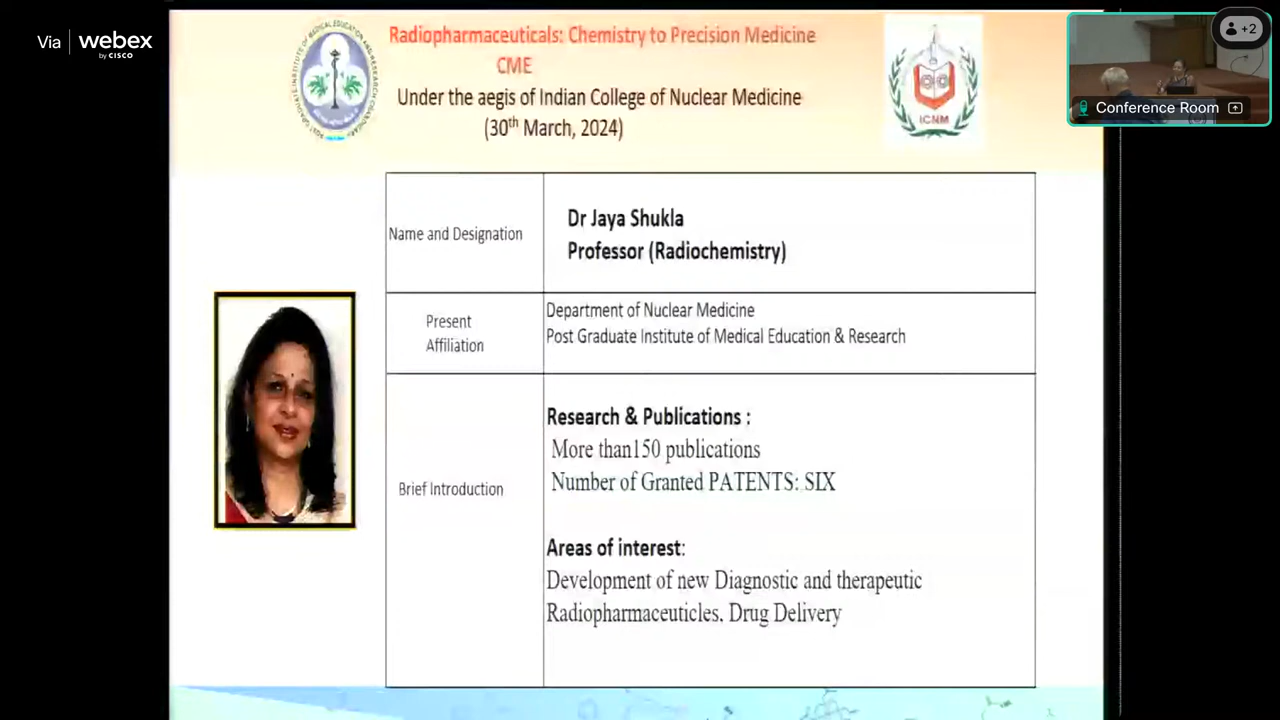 Via webex
by CISCO
Radiopharmaceuticals: Chemistry to Precision Medicine
CME
Under the aegis of Indian College of Nuclear Medicine
(30th March, 2024)
ICNM
+2
Conference Room
Name and Designation
Dr Jaya Shukla
Professor (Radiochemistry)
Present
Affiliation
Department of Nuclear Medicine
Post Graduate Institute of Medical Education & Research
Brief Introduction
Research & Publications :
More than150 publications
Number of Granted PATENTS: SIX
Areas of interest:
Development of new Diagnostic and therapeutic
Radiopharmaceuticles. Drug Delivery